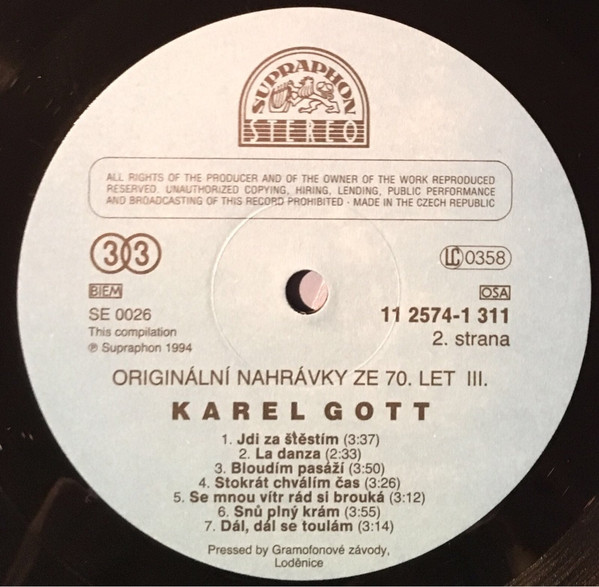 SUPRAPHON
STEREO
ALL RIGHTS OF THE PRODUCER AND OF THE OWNER OF THE WORK REPRODUCED
RESERVED. UNAUTHORIZED COPYING, HIRING, LENDING, PUBLIC PERFORMANCE
AND BROADCASTING OF THIS RECORD PROHIBITED · MADE IN THE CZECH REPUBLIC
33
LC 0358
BIEM
OSA
SE 0026
11 2574-1 311
This compilation
2. strana
℗ Supraphon 1994
ORIGINÁLNÍ NAHRÁVKY ZE 70. LET III.
KAREL GOTT
1. Jdi za štěstím (3:37)
2. La danza (2:33)
3. Bloudím pasáží (3:50)
4. Stokrát chválím čas (3:26)
5. Se mnou vítr rád si brouká (3:12)
6. Snů plný krám (3:55)
7. Dál, dál se toulám (3:14)
Pressed by Gramofonové závody,
Loděnice